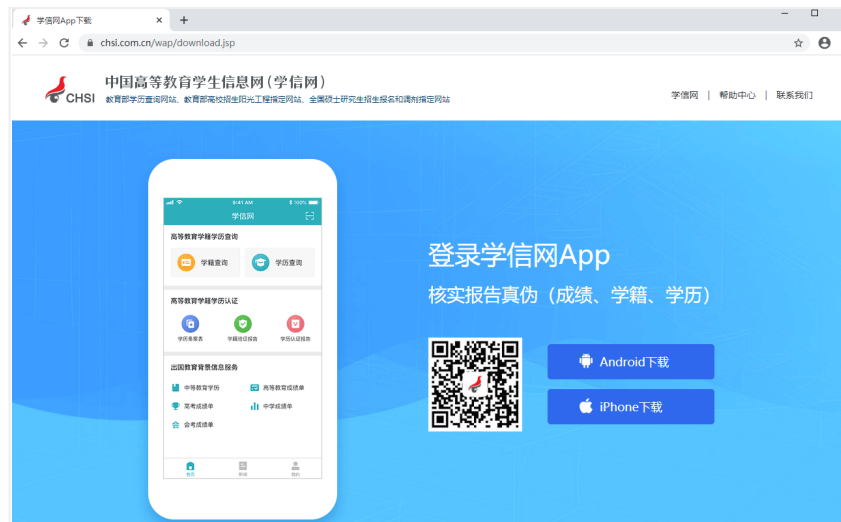 学信网App下载
chsi.com.cn/wap/download.jsp
CHSI
中国高等教育学生信息网(学信网)
教育部学历查询网站、教育部高校招生阳光工程指定网站、全国硕士研究生招生报名和调剂指定网站
学信网 | 帮助中心 | 联系我们
9:41 AM
100%
学信网
高等教育学籍学历查询
学籍查询
学历查询
高等教育学籍学历认证
学历备案表
学籍验证报告
学历认证报告
出国教育背景信息服务
中等教育学历
高等教育成绩单
高考成绩单
中学成绩单
会考成绩单
首页
新闻
我的
登录学信网App
核实报告真伪(成绩、学籍、学历)
Android下载
iPhone下载